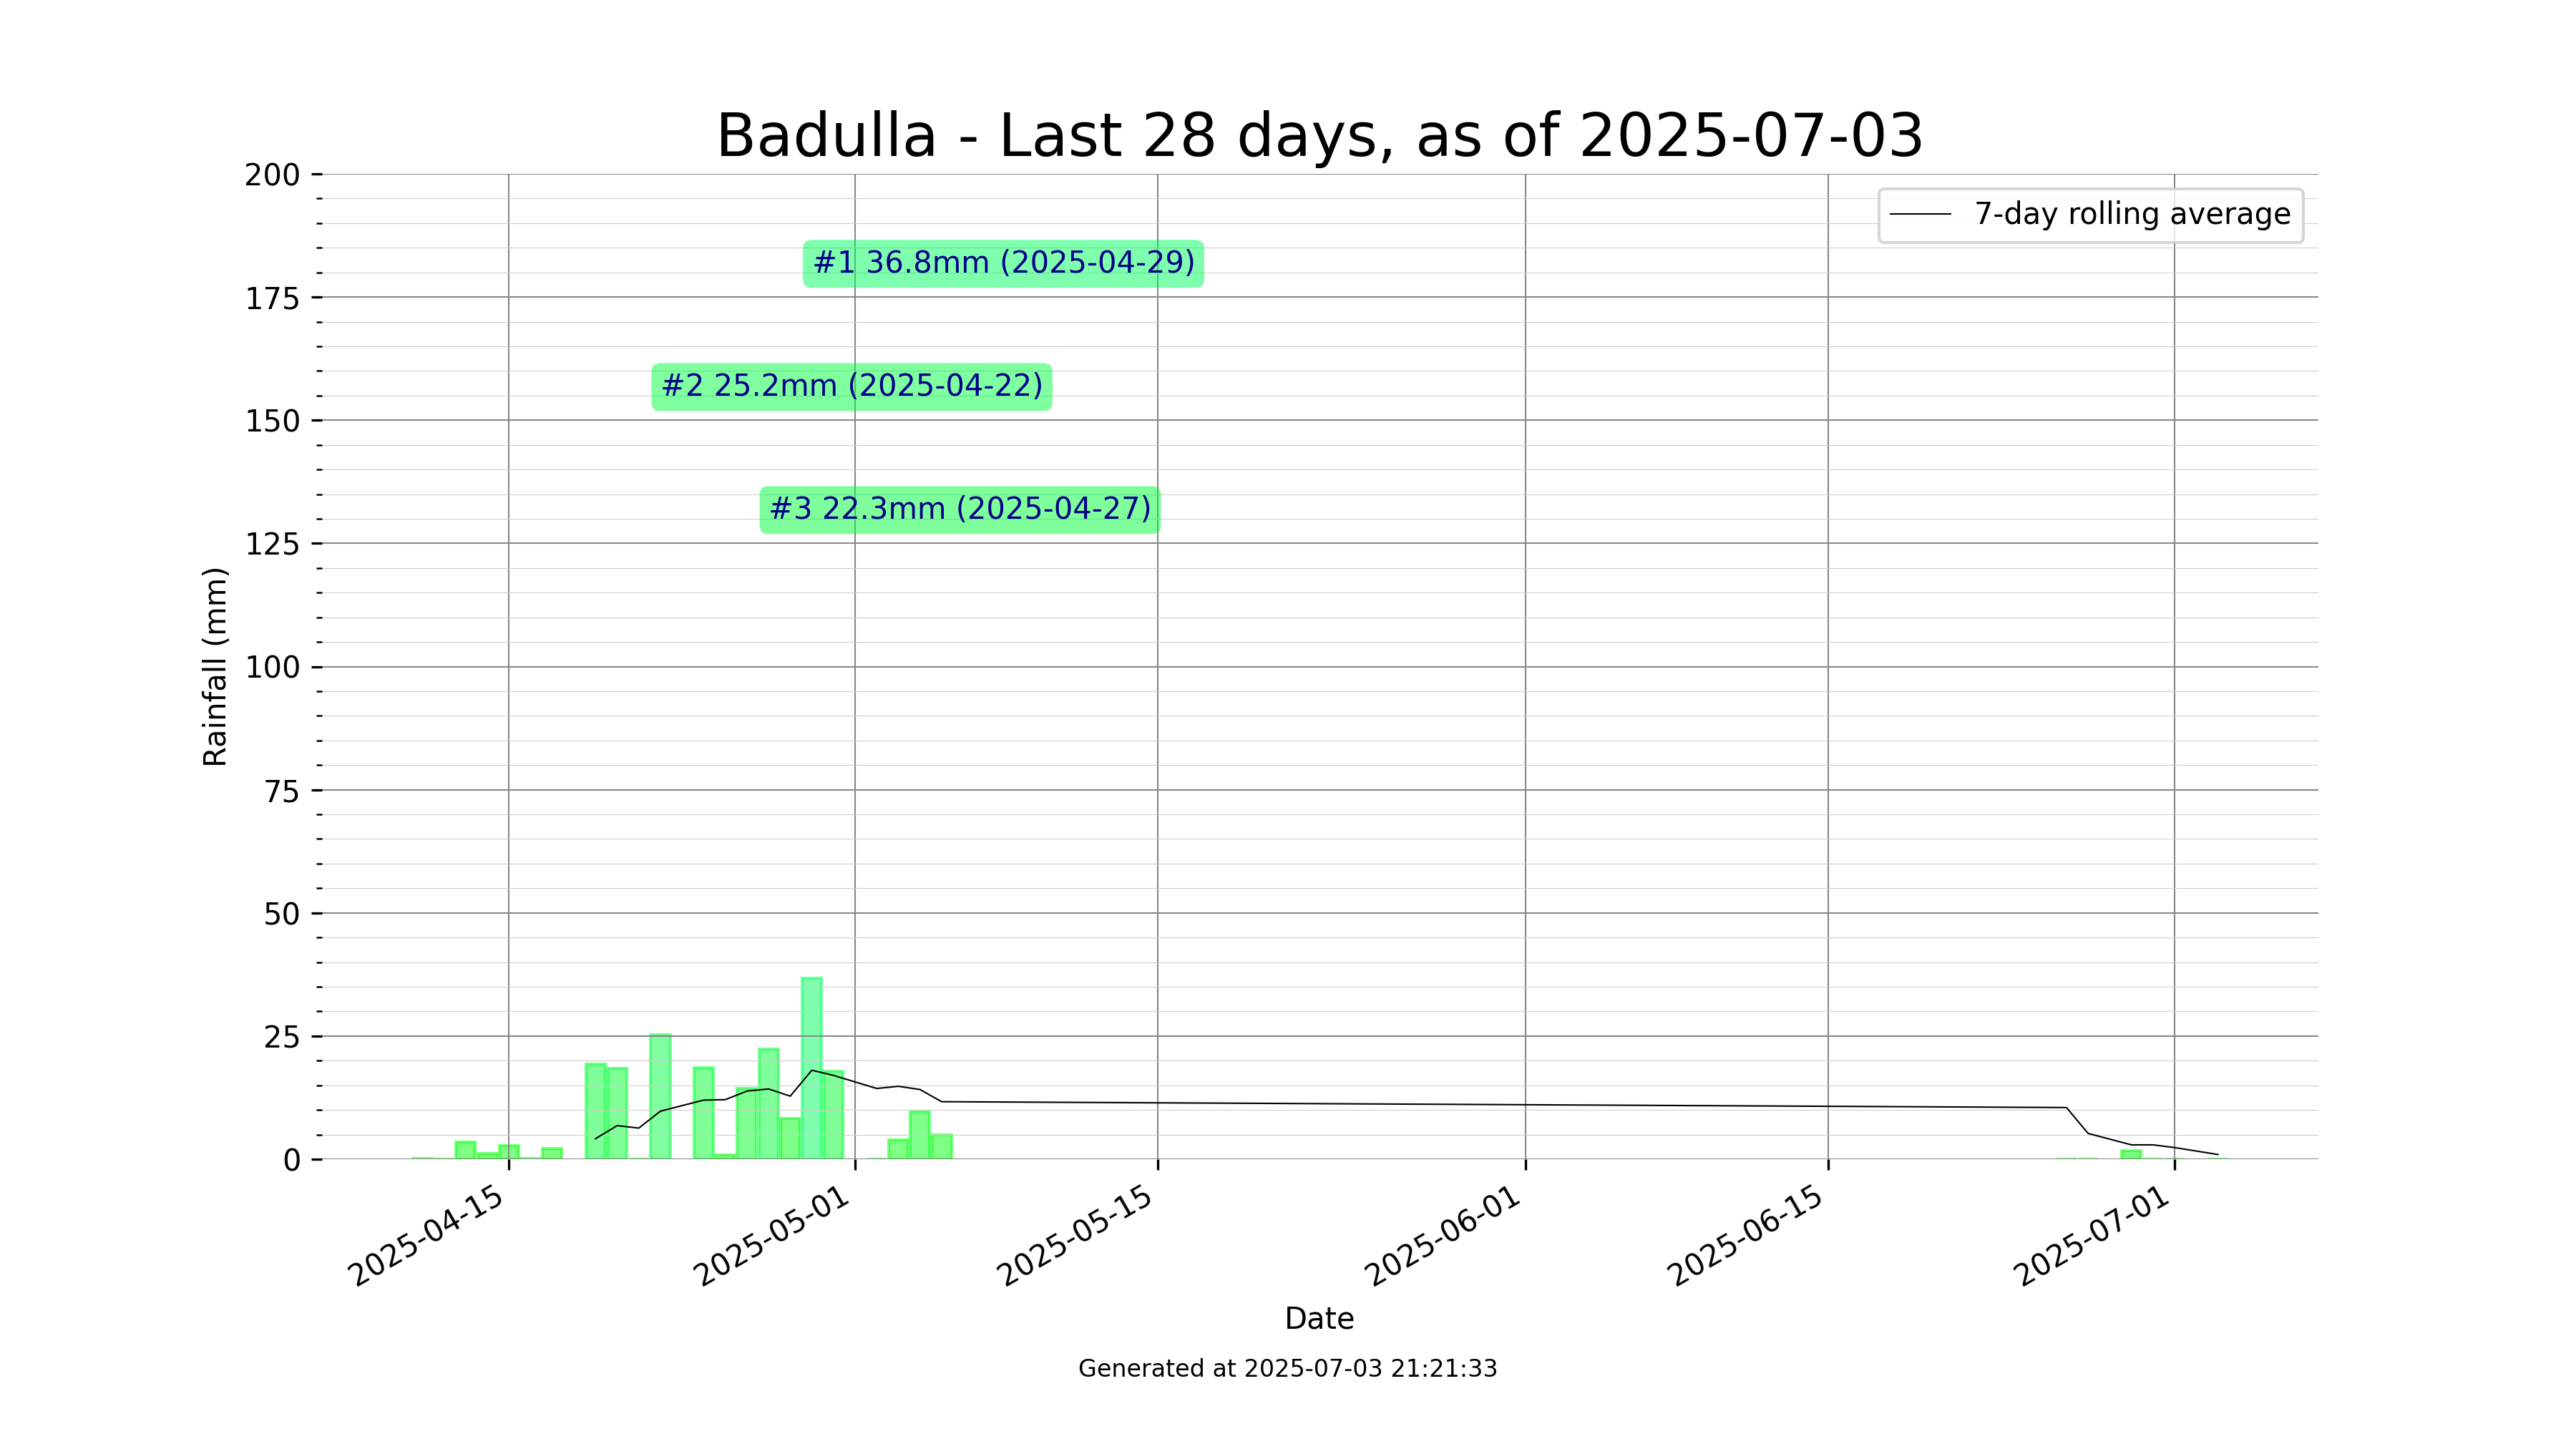 Badulla - Last 28 days, as of 2025-07-03
200
175
150
125
100
75
50
25
0
Rainfall (mm)
7-day rolling average
#1 36.8mm (2025-04-29)
#2 25.2mm (2025-04-22)
#3 22.3mm (2025-04-27)
2025-04-15
2025-05-01
2025-05-15
2025-06-01
2025-06-15
2025-07-01
Date
Generated at 2025-07-03 21:21:33